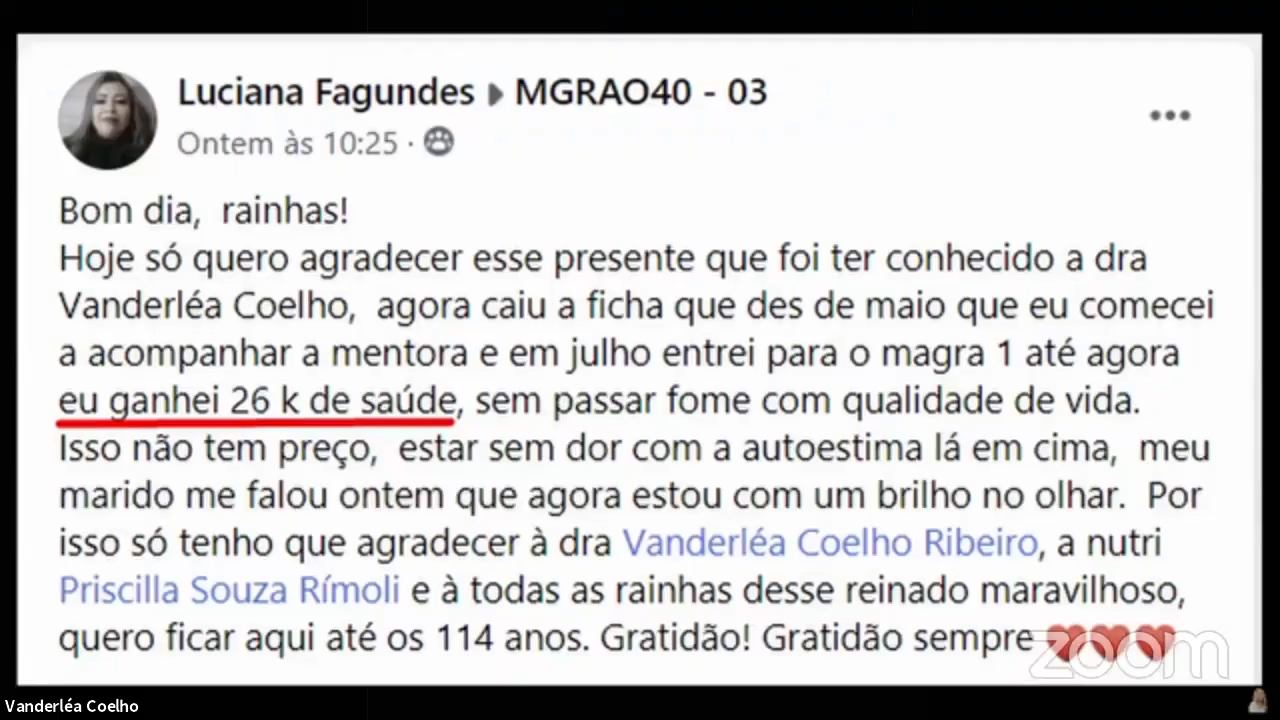 Luciana Fagundes ▸ MGRAO40 - 03
Ontem às 10:25 ·
Bom dia, rainhas!
Hoje só quero agradecer esse presente que foi ter conhecido a dra
Vanderléa Coelho, agora caiu a ficha que des de maio que eu comecei
a acompanhar a mentora e em julho entrei para o magra 1 até agora
eu ganhei 26 k de saúde, sem passar fome com qualidade de vida.
Isso não tem preço, estar sem dor com a autoestima lá em cima, meu
marido me falou ontem que agora estou com um brilho no olhar. Por
isso só tenho que agradecer à dra Vanderléa Coelho Ribeiro, a nutri
Priscilla Souza Rímoli e à todas as rainhas desse reinado maravilhoso,
quero ficar aqui até os 114 anos. Gratidão! Gratidão sempre ❤❤❤
zoom
Vanderléa Coelho